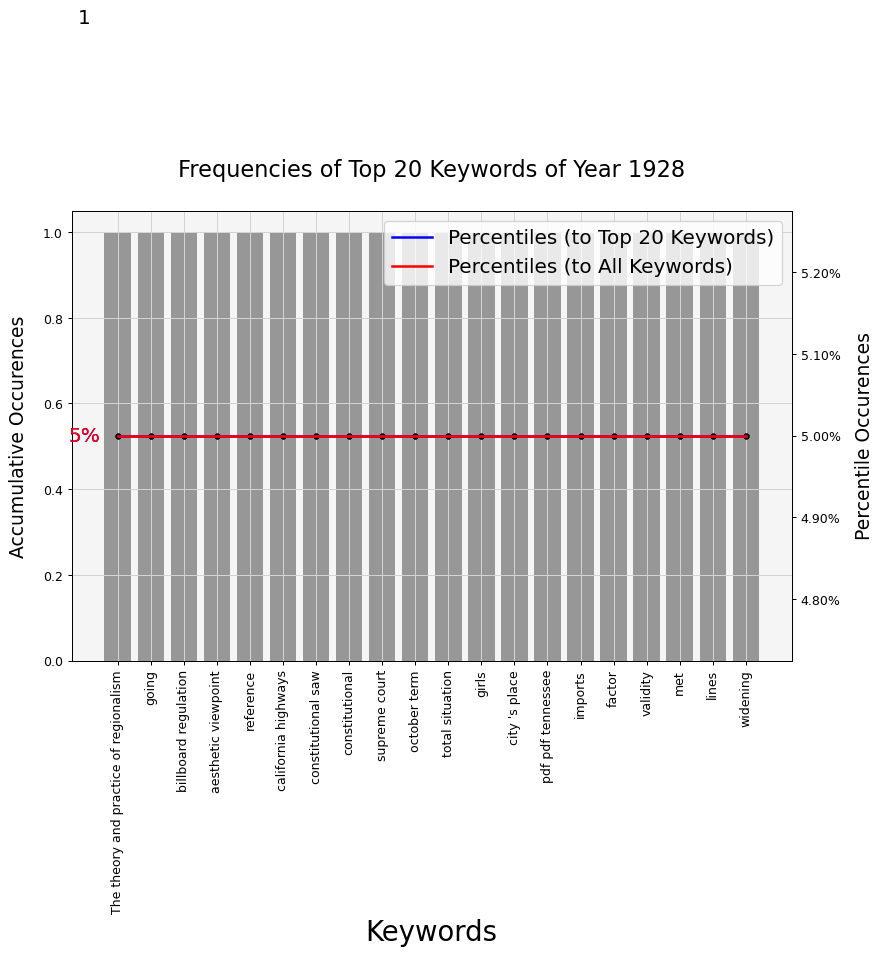 1
Frequencies of Top 20 Keywords of Year 1928
Percentiles (to Top 20 Keywords)
Percentiles (to All Keywords)
Accumulative Occurences
1.0
0.8
0.6
0.4
0.2
0.0
5%
5.20%
5.10%
5.00%
4.90%
4.80%
Percentile Occurences
The theory and practice of regionalism
going
billboard regulation
aesthetic viewpoint
reference
california highways
constitutional saw
constitutional
supreme court
october term
total situation
girls
city 's place
pdf pdf tennessee
imports
factor
validity
met
lines
widening
Keywords